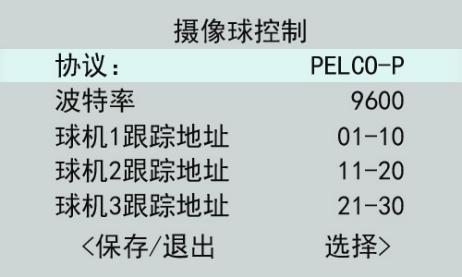 摄像球控制
协议： PELCO-P
波特率 9600
球机1跟踪地址 01-10
球机2跟踪地址 11-20
球机3跟踪地址 21-30
<保存/退出 选择>